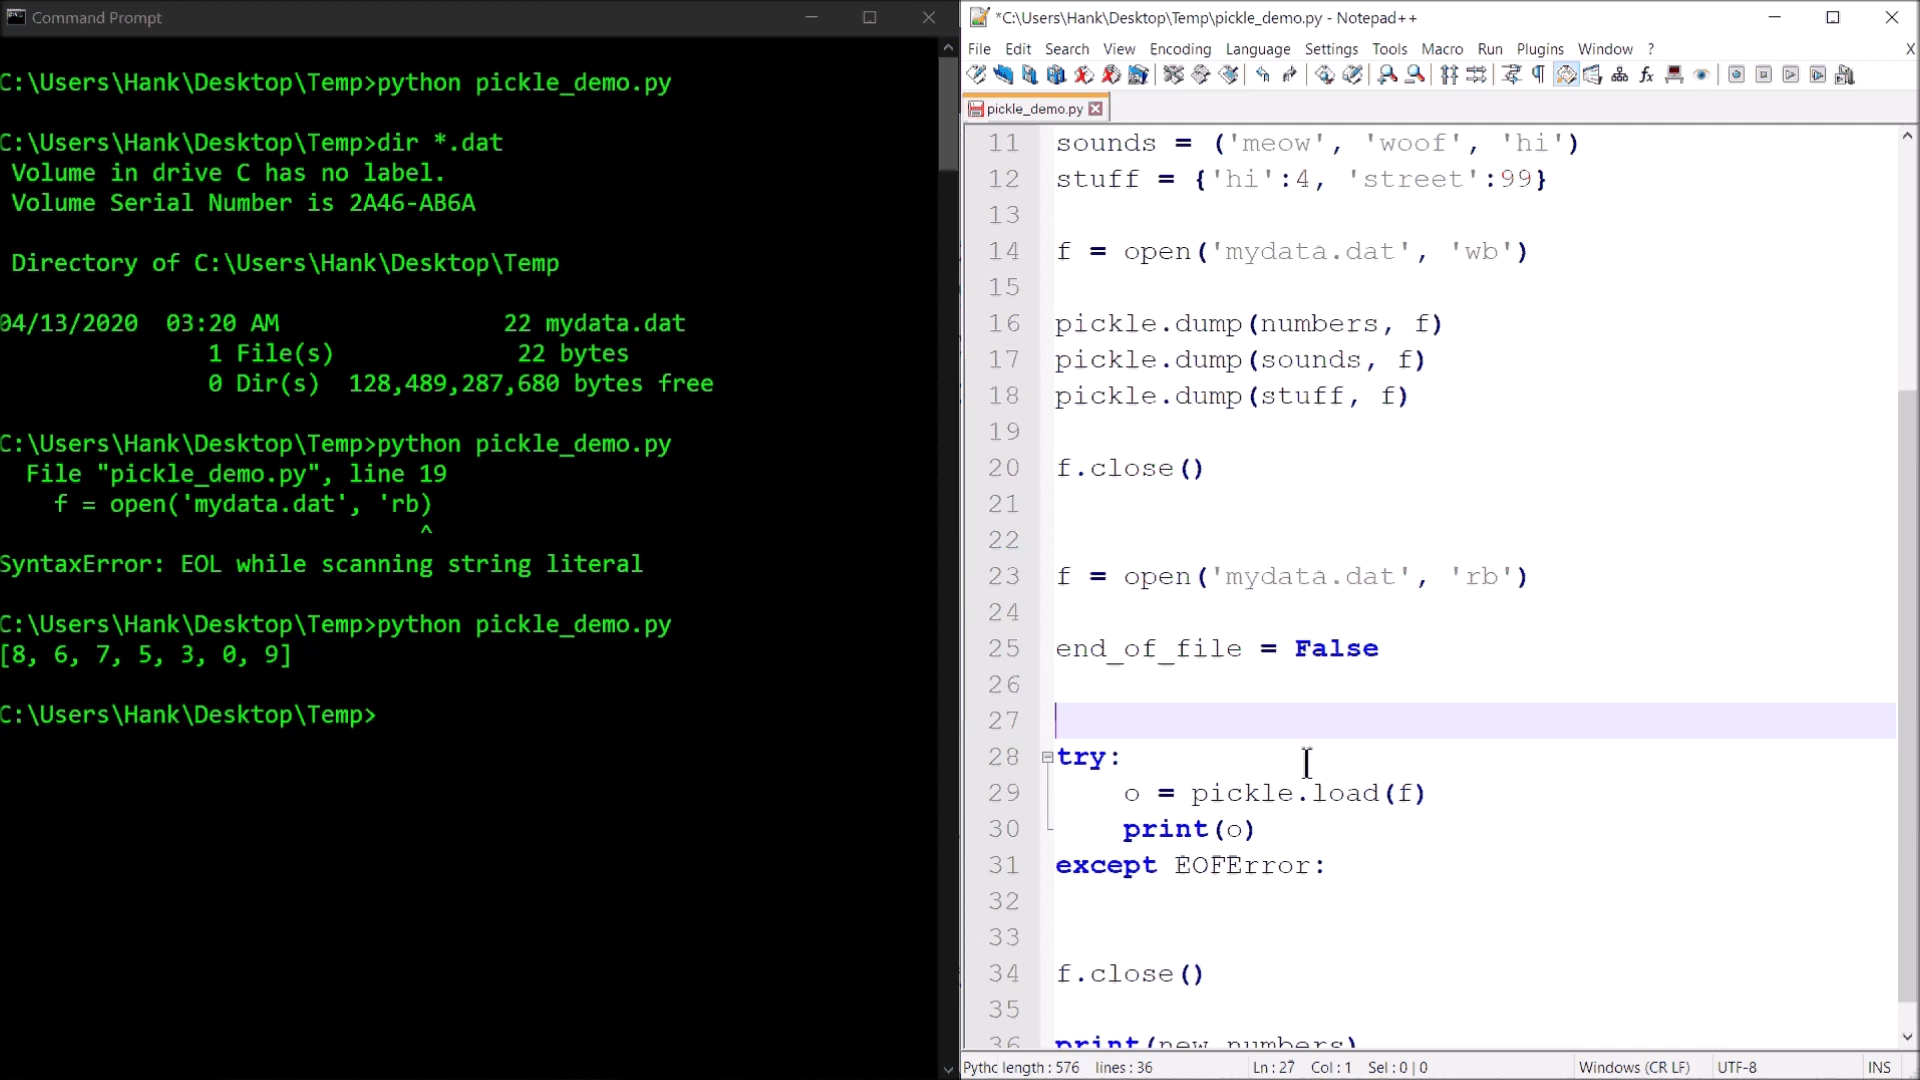 Command Prompt
C:\Users\Hank\Desktop\Temp>python pickle_demo.py
C:\Users\Hank\Desktop\Temp>dir *.dat
Volume in drive C has no label.
Volume Serial Number is 2A46-AB6A
Directory of C:\Users\Hank\Desktop\Temp
04/13/2020  03:20 AM                22 mydata.dat
1 File(s)             22 bytes
0 Dir(s)  128,489,287,680 bytes free
C:\Users\Hank\Desktop\Temp>python pickle_demo.py
File "pickle_demo.py", line 19
f = open('mydata.dat', 'rb)
^
SyntaxError: EOL while scanning string literal
C:\Users\Hank\Desktop\Temp>python pickle_demo.py
[8, 6, 7, 5, 3, 0, 9]
C:\Users\Hank\Desktop\Temp>
*C:\Users\Hank\Desktop\Temp\pickle_demo.py - Notepad++
File Edit Search View Encoding Language Settings Tools Macro Run Plugins Window ? X
pickle_demo.py
11 sounds = ('meow', 'woof', 'hi')
12 stuff = {'hi':4, 'street':99}
13
14 f = open('mydata.dat', 'wb')
15
16 pickle.dump(numbers, f)
17 pickle.dump(sounds, f)
18 pickle.dump(stuff, f)
19
20 f.close()
21
22
23 f = open('mydata.dat', 'rb')
24
25 end_of_file = False
26
27
28 try:
29     o = pickle.load(f)
30     print(o)
31 except EOFError:
32
33
34 f.close()
35
36 print(new_numbers)
Pythc length : 576 lines : 36 Ln : 27 Col : 1 Sel : 0 | 0 Windows (CR LF) UTF-8 INS